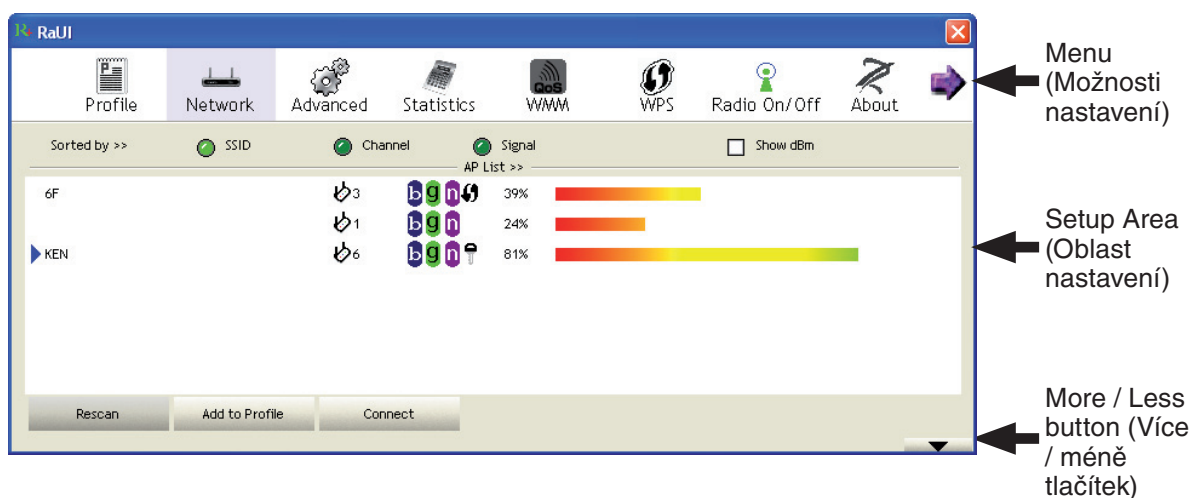 RaUI
Profile Network Advanced Statistics QoS WMM WPS Radio On/Off About
Sorted by >> SSID Channel Signal Show dBm
AP List >>
6F 3 b g n 39%
1 b g n 24%
KEN 6 b g n 81%
Rescan Add to Profile Connect
Menu
(Možnosti
nastavení)
Setup Area
(Oblast
nastavení)
More / Less
button (Více
/ méně
tlačítek)